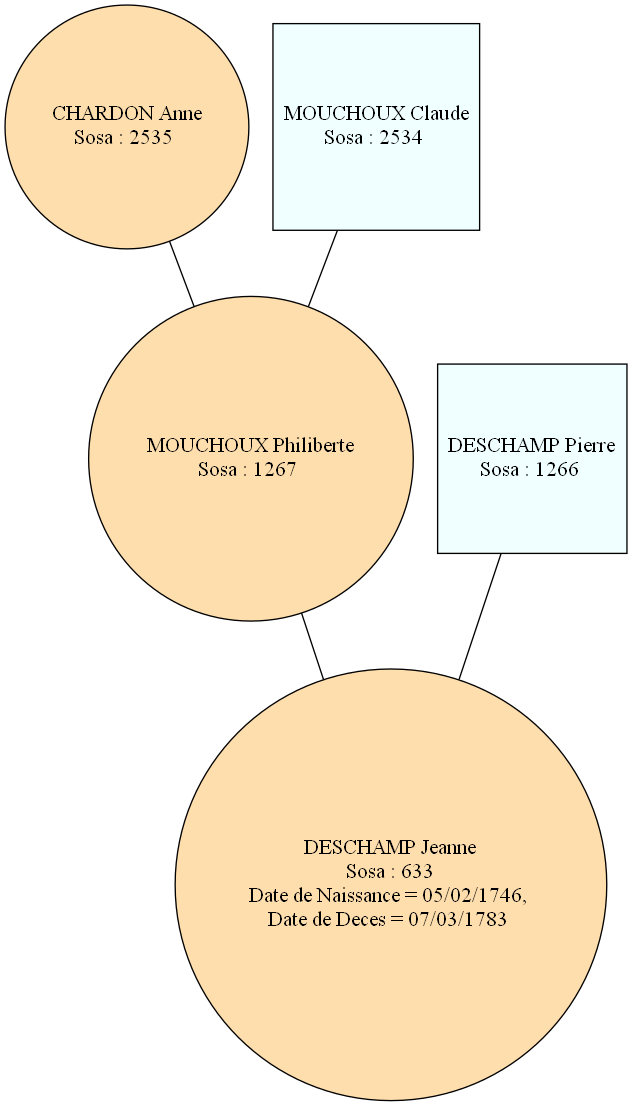 CHARDON Anne
Sosa : 2535
MOUCHOUX Claude
Sosa : 2534
MOUCHOUX Philiberte
Sosa : 1267
DESCHAMP Pierre
Sosa : 1266
DESCHAMP Jeanne
Sosa : 633
Date de Naissance = 05/02/1746,
Date de Deces = 07/03/1783